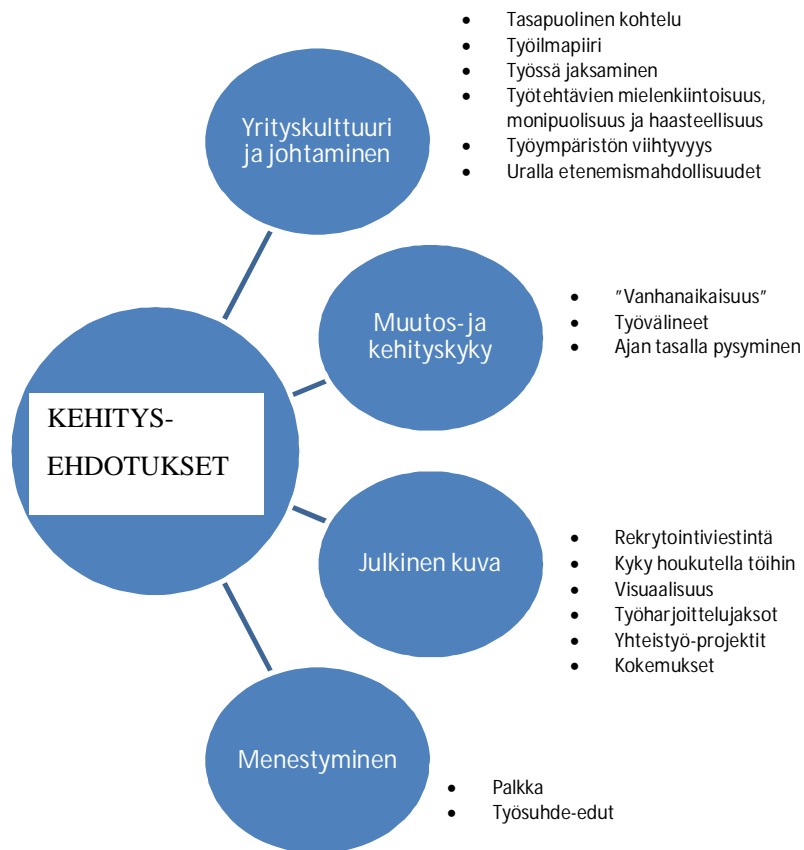 Yrityskulttuuri
ja johtaminen
• Tasapuolinen kohtelu
• Työilmapiiri
• Työssä jaksaminen
• Työtehtävien mielenkiintoisuus,
monipuolisuus ja haasteellisuus
• Työympäristön viihtyvyys
• Uralla etenemismahdollisuudet
Muutos- ja
kehityskyky
• ”Vanhanaikaisuus”
• Työvälineet
• Ajan tasalla pysyminen
KEHITYS-
EHDOTUKSET
Julkinen kuva
• Rekrytointiviestintä
• Kyky houkutella töihin
• Visuaalisuus
• Työharjoittelujaksot
• Yhteistyö-projektit
• Kokemukset
Menestyminen
• Palkka
• Työsuhde-edut